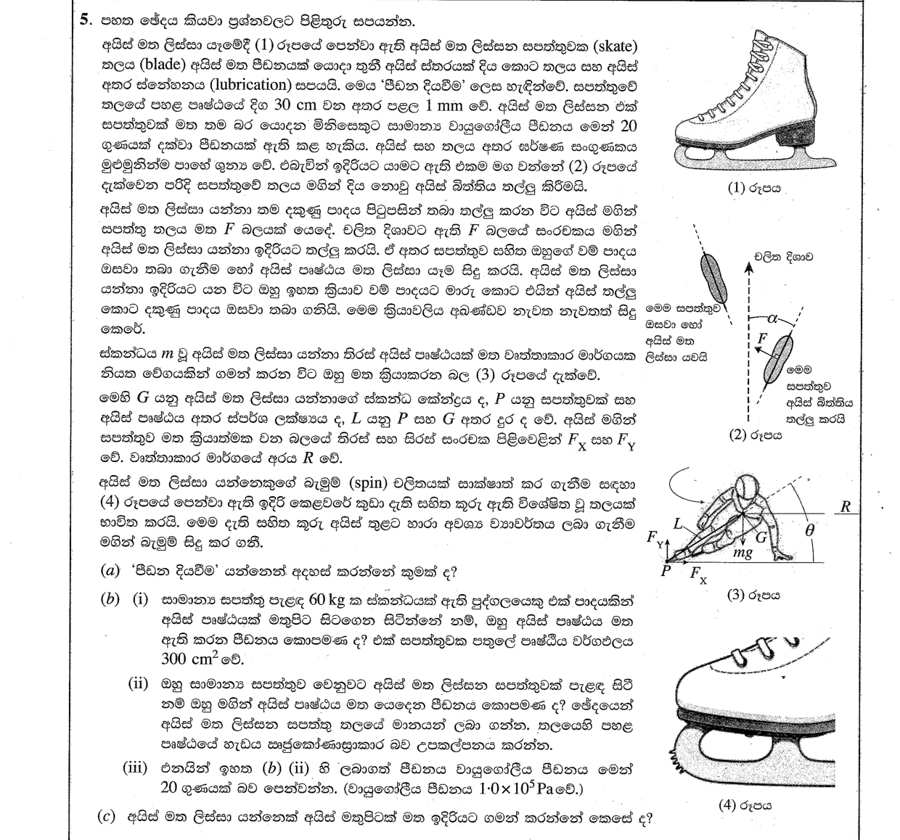 5. පහත ඡේදය කියවා ප්‍රශ්නවලට පිළිතුරු සපයන්න.
අයිස් මත ලිස්සා යෑමේදී (1) රූපයේ පෙන්වා ඇති අයිස් මත ලිස්සන සපත්තුවක (skate)
තලය (blade) අයිස් මත පීඩනයක් යොදා තුනී අයිස් ස්තරයක් දිය කොට තලය සහ අයිස්
අතර ස්නේහනය (lubrication) සපයයි. මෙය 'පීඩන දියවීම' ලෙස හැඳින්වේ. සපත්තුවේ
තලයේ පහළ පෘෂ්ඨයේ දිග 30 cm වන අතර පළල 1 mm වේ. අයිස් මත ලිස්සන එක්
සපත්තුවක් මත තම බර යොදන මිනිසෙකුට සාමාන්‍ය වායුගෝලීය පීඩනය මෙන් 20
ගුණයක් දක්වා පීඩනයක් ඇති කළ හැකිය. අයිස් සහ තලය අතර ඝර්ෂණ සංගුණකය
මුළුමනින්ම පාහේ ශුන්‍ය වේ. එබැවින් ඉදිරියට යාමට ඇති එකම මග වන්නේ (2) රූපයේ
දැක්වෙන පරිදි සපත්තුවේ තලය මගින් දිය නොවූ අයිස් බිත්තිය තල්ලු කිරීමයි.
(1) රූපය
අයිස් මත ලිස්සා යන්නා තම දකුණු පාදය පිටුපසින් තබා තල්ලු කරන විට අයිස් මගින්
සපත්තු තලය මත F බලයක් යෙදේ. චලිත දිශාවට ඇති F බලයේ සංරචකය මගින්
අයිස් මත ලිස්සා යන්නා ඉදිරියට තල්ලු කරයි. ඒ අතර සපත්තුව සහිත ඔහුගේ වම් පාදය
ඔසවා තබා ගැනීම හෝ අයිස් පෘෂ්ඨය මත ලිස්සා යෑම සිදු කරයි. අයිස් මත ලිස්සා
යන්නා ඉදිරියට යන විට ඔහු ඉහත ක්‍රියාව වම් පාදයට මාරු කොට එයින් අයිස් තල්ලු
කොට දකුණු පාදය ඔසවා තබා ගනියි. මෙම ක්‍රියාවලිය අඛණ්ඩව නැවත නැවතත් සිදු
කෙරේ.
චලිත දිශාව
මෙම සපත්තුව
ඔසවා හෝ
අයිස් මත
ලිස්සා යවයි
α
F
මෙම
සපත්තුව
අයිස් බිත්තිය
තල්ලු කරයි
(2) රූපය
ස්කන්ධය m වූ අයිස් මත ලිස්සා යන්නා තිරස් අයිස් පෘෂ්ඨයක් මත වෘත්තාකාර මාර්ගයක
නියත වේගයකින් ගමන් කරන විට ඔහු මත ක්‍රියාකරන බල (3) රූපයේ දැක්වේ.
මෙහි G යනු අයිස් මත ලිස්සා යන්නාගේ ස්කන්ධ කේන්ද්‍රය ද, P යනු සපත්තුවක් සහ
අයිස් පෘෂ්ඨය අතර ස්පර්ශ ලක්ෂ්‍යය ද, L යනු P සහ G අතර දුර ද වේ. අයිස් මගින්
සපත්තුව මත ක්‍රියාත්මක වන බලයේ තිරස් සහ සිරස් සංරචක පිළිවෙළින් F_X සහ F_Y
වේ. වෘත්තාකාර මාර්ගයේ අරය R වේ.
අයිස් මත ලිස්සා යන්නෙකුගේ බැමුම් (spin) චලිතයක් සාක්ෂාත් කර ගැනීම සඳහා
(4) රූපයේ පෙන්වා ඇති ඉදිරි කෙළවරේ කුඩා දැති සහිත කූරු ඇති විශේෂිත වූ තලයක්
භාවිත කරයි. මෙම දැති සහිත කූරු අයිස් තුළට හාරා අවශ්‍ය ව්‍යාවර්තය ලබා ගැනීම
මගින් බැමුම් සිදු කර ගනී.
R
L
G
θ
F_Y
mg
P
F_X
(3) රූපය
(a) 'පීඩන දියවීම' යන්නෙන් අදහස් කරන්නේ කුමක් ද?
(b) (i) සාමාන්‍ය සපත්තු පැළඳ 60 kg ක ස්කන්ධයක් ඇති පුද්ගලයෙකු එක් පාදයකින්
අයිස් පෘෂ්ඨයක් මතුපිට සිටගෙන සිටින්නේ නම්, ඔහු අයිස් පෘෂ්ඨය මත
ඇති කරන පීඩනය කොපමණ ද? එක් සපත්තුවක පතුලේ පෘෂ්ඨීය වර්ගඵලය
300 cm² වේ.
(ii) ඔහු සාමාන්‍ය සපත්තුව වෙනුවට අයිස් මත ලිස්සන සපත්තුවක් පැළඳ සිටී
නම් ඔහු මගින් අයිස් පෘෂ්ඨය මත යෙදෙන පීඩනය කොපමණ ද? ඡේදයෙන්
අයිස් මත ලිස්සන සපත්තු තලයේ මානයන් ලබා ගන්න. තලයෙහි පහළ
පෘෂ්ඨයේ හැඩය සෘජුකෝණාස්‍රාකාර බව උපකල්පනය කරන්න.
(iii) එනයින් ඉහත (b) (ii) හි ලබාගත් පීඩනය වායුගෝලීය පීඩනය මෙන්
20 ගුණයක් බව පෙන්වන්න. (වායුගෝලීය පීඩනය 1·0×10⁵ Pa වේ.)
(4) රූපය
(c) අයිස් මත ලිස්සා යන්නෙක් අයිස් මතුපිටක් මත ඉදිරියට ගමන් කරන්නේ කෙසේ ද?